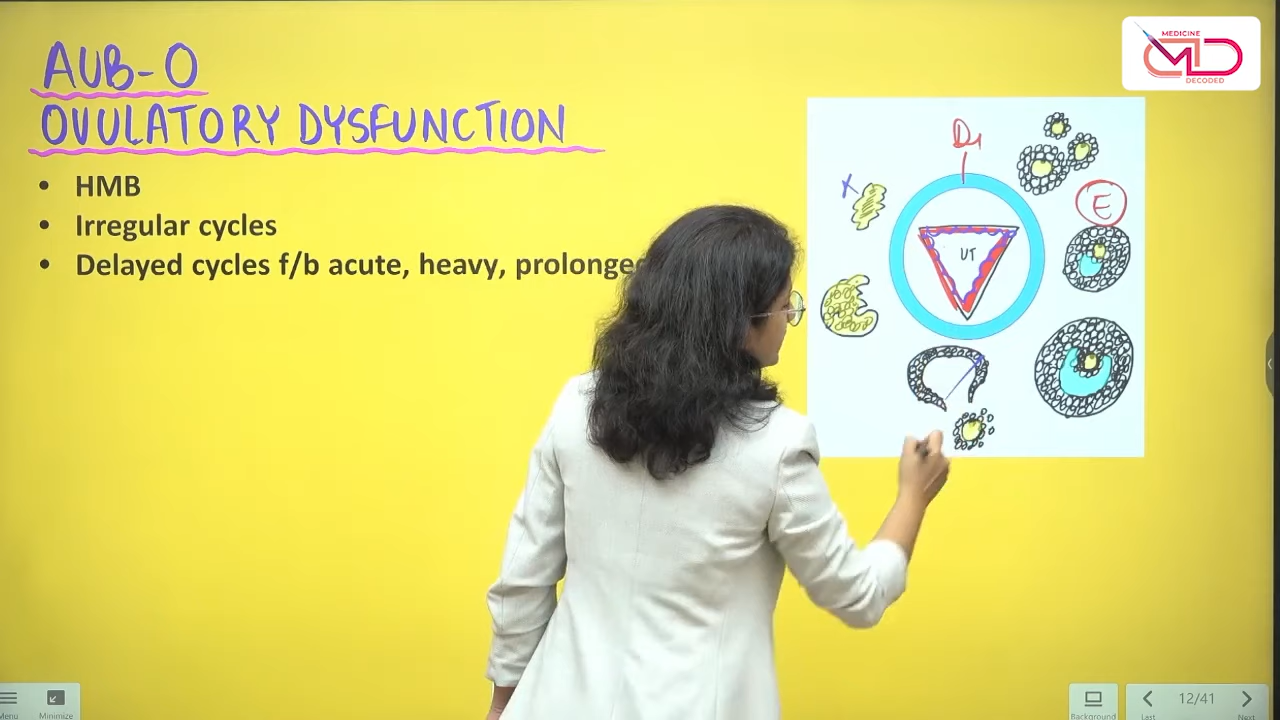 AUB-O
OVULATORY DYSFUNCTION
• HMB
• Irregular cycles
• Delayed cycles f/b acute, heavy,
MEDICINE
MD
DECODED
D1
E
UT
Menu
Minimize
Background
12/41
Last
Next